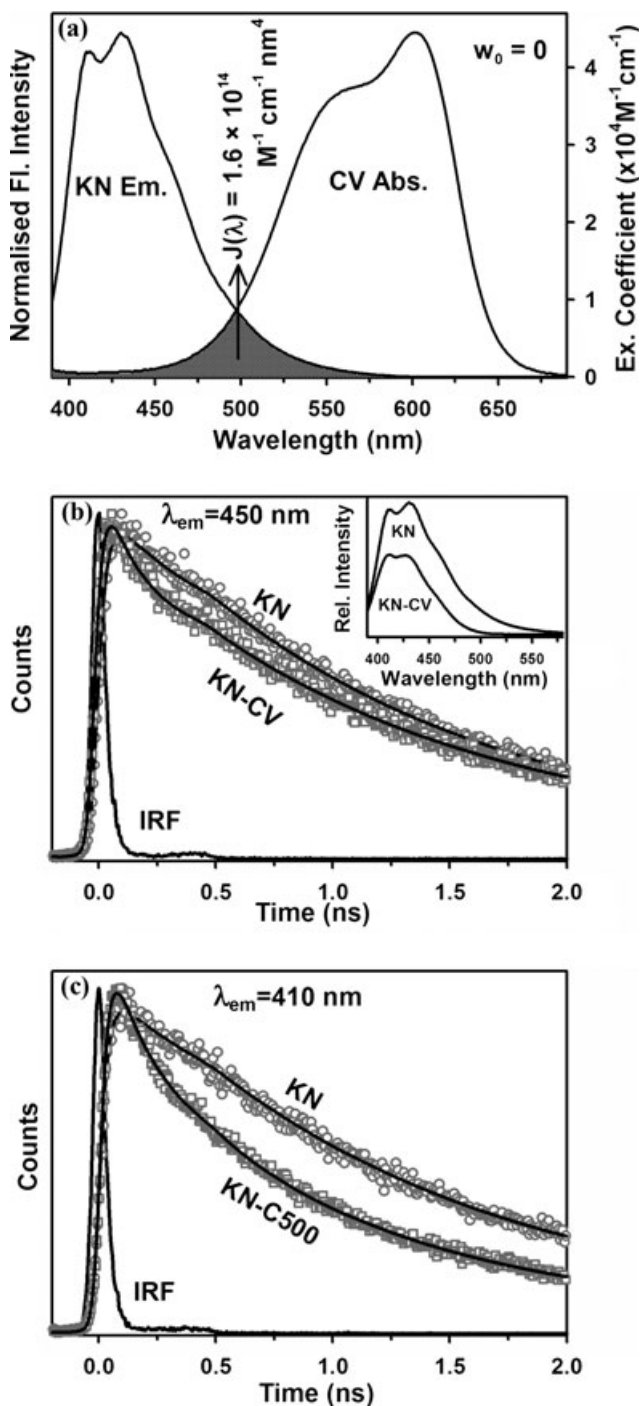 (a)
w₀ = 0
KN Em.
J(λ) = 1.6 × 10¹⁴
M⁻¹ cm⁻¹ nm⁴
CV Abs.
Normalised Fl. Intensity
Ex. Coefficient (x10⁴M⁻¹cm⁻¹)
4
3
2
1
0
390 450 500 550 600 650
Wavelength (nm)
(b)
λem=450 nm
KN
KN-CV
IRF
Rel. Intensity
KN
KN-CV
400 450 500 550
Wavelength (nm)
Counts
0.0 0.5 1.0 1.5 2.0
Time (ns)
(c)
λem=410 nm
KN
KN-C500
IRF
Counts
0.0 0.5 1.0 1.5 2.0
Time (ns)